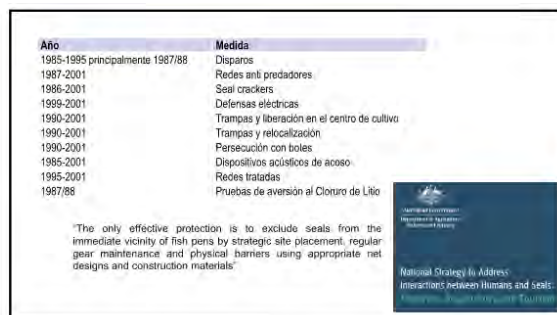 Año Medida
1985-1995 principalmente 1987/88 Disparos
1987-2001 Redes anti predadores
1986-2001 Seal crackers
1999-2001 Defensas eléctricas
1990-2001 Trampas y liberación en el centro de cultivo
1990-2001 Trampas y relocalización
1990-2001 Persecución con botes
1985-2001 Dispositivos acústicos de acoso
1995-2001 Redes tratadas
1987/88 Pruebas de aversión al Cloruro de Litio
"The only effective protection is to exclude seals from the
immediate vicinity of fish pens by strategic site placement, regular
gear maintenance and physical barriers using appropriate net
designs and construction materials"
Australian Government
National Strategy to Address
Interactions between Humans and Seals: